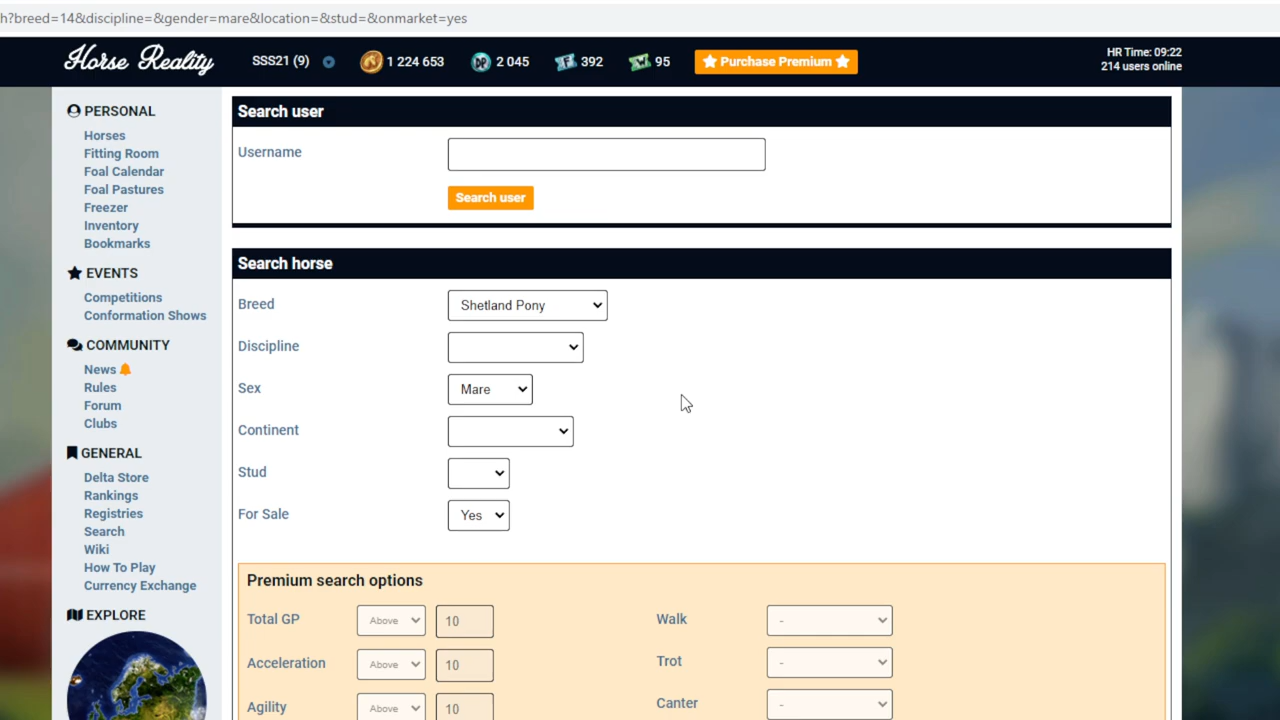 h?breed=14&discipline=&gender=mare&location=&stud=&onmarket=yes
Horse Reality
SSS21 (9)
1 224 653
DP 2 045
392
95
Purchase Premium
HR Time: 09:22
214 users online
PERSONAL
Horses
Fitting Room
Foal Calendar
Foal Pastures
Freezer
Inventory
Bookmarks
EVENTS
Competitions
Conformation Shows
COMMUNITY
News
Rules
Forum
Clubs
GENERAL
Delta Store
Rankings
Registries
Search
Wiki
How To Play
Currency Exchange
EXPLORE
Search user
Username
Search user
Search horse
Breed Shetland Pony
Discipline
Sex Mare
Continent
Stud
For Sale Yes
Premium search options
Total GP Above 10 Walk -
Acceleration Above 10 Trot -
Agility Above 10 Canter -